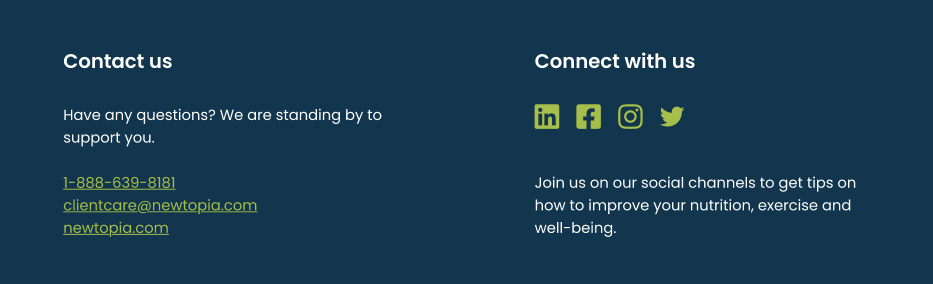 Contact us
Have any questions? We are standing by to
support you.
1-888-639-8181
clientcare@newtopia.com
newtopia.com
Connect with us
in
Join us on our social channels to get tips on
how to improve your nutrition, exercise and
well-being.